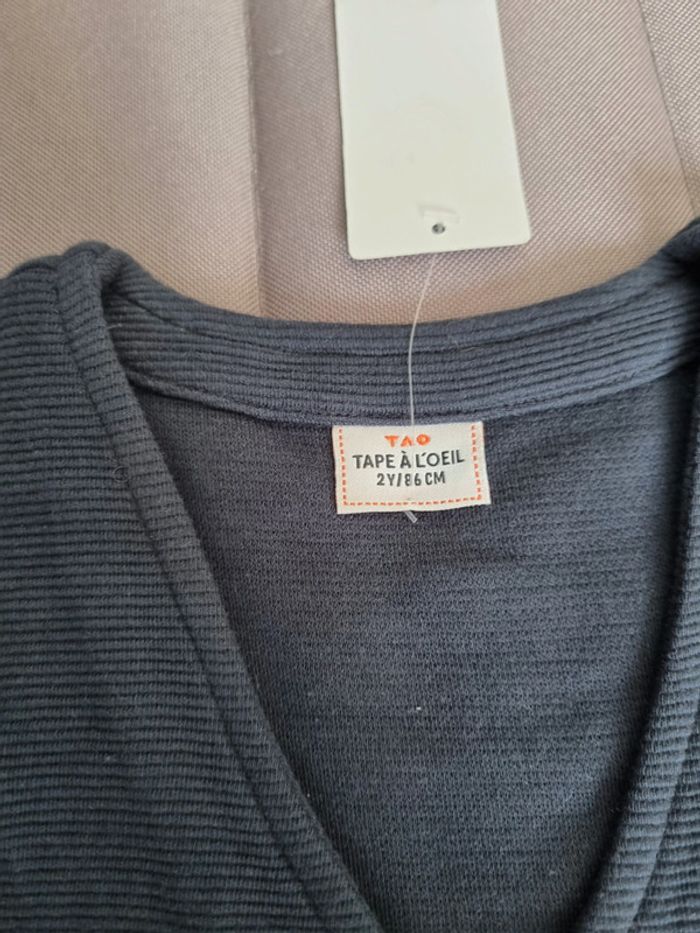 TAO
TAPE À L'OEIL
2Y/86CM